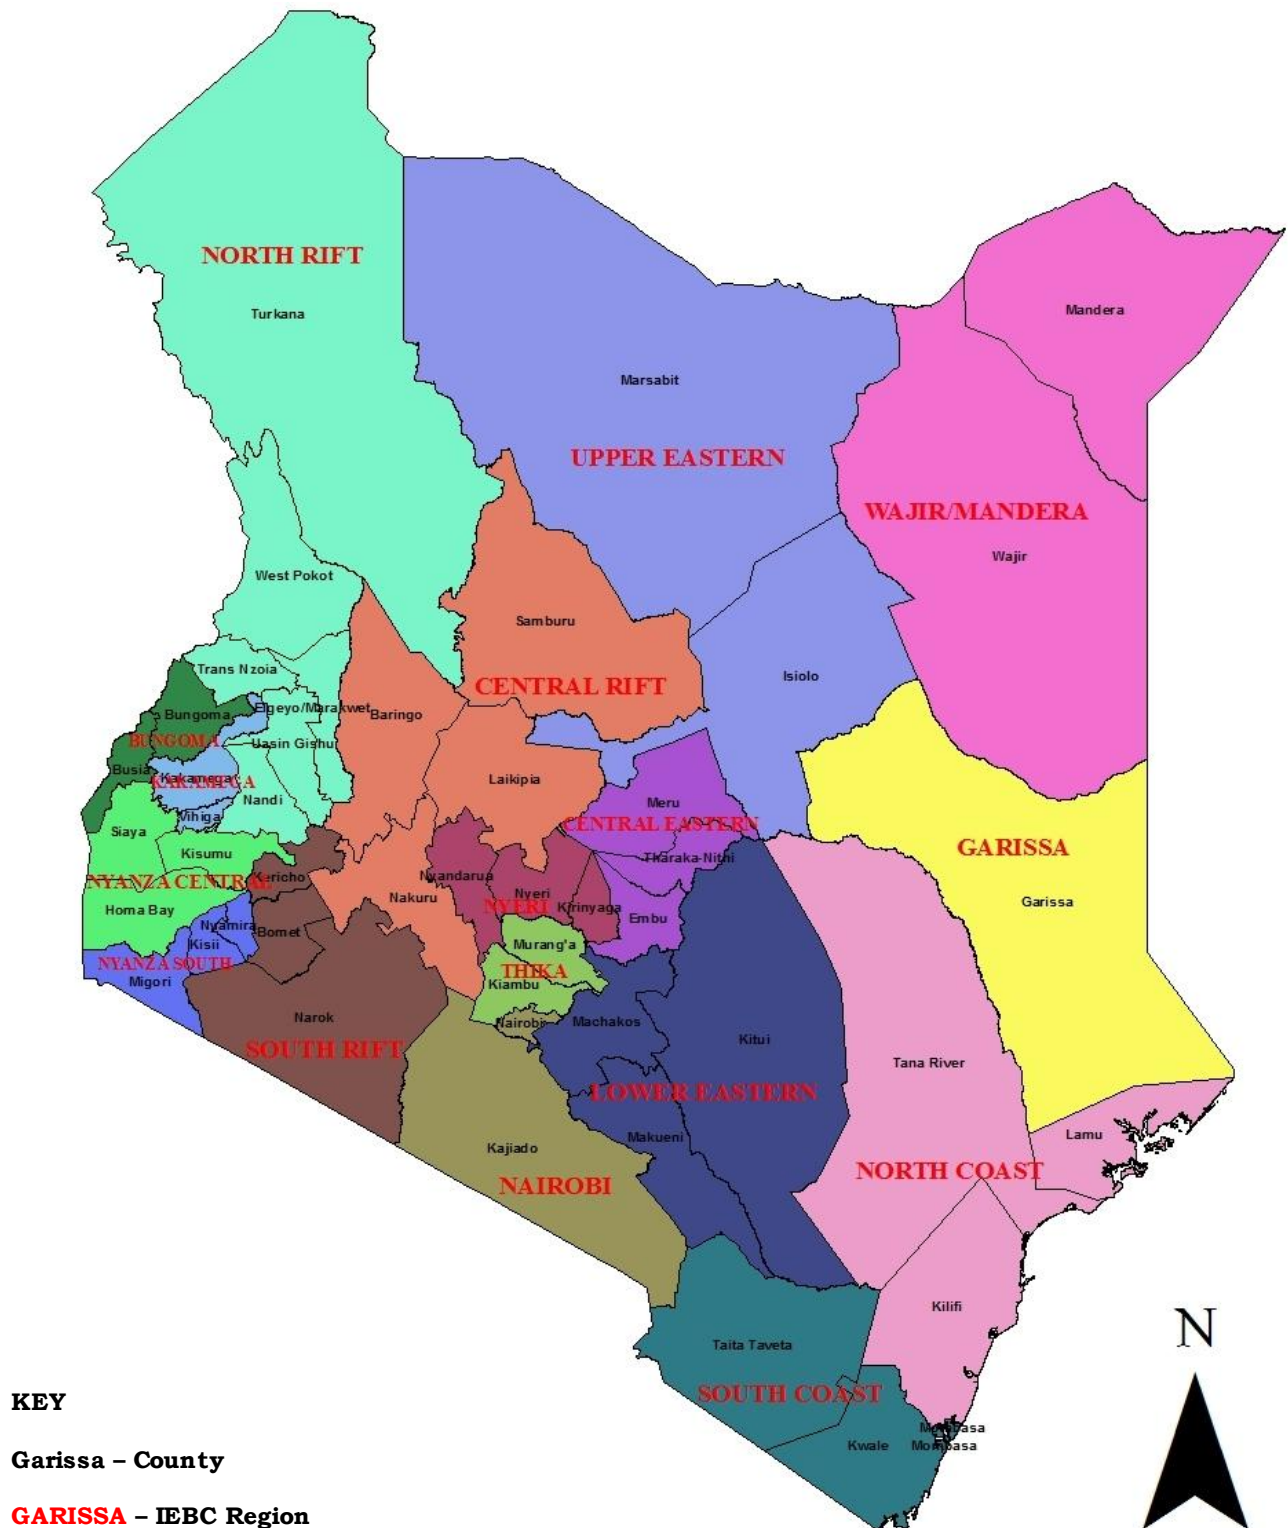 NORTH RIFT
Turkana
Mandera
Marsabit
UPPER EASTERN
WAJIR/MANDERA
Wajir
West Pokot
Samburu
Trans Nzoia
Isiolo
CENTRAL RIFT
Elgeyo/Marakwet
Baringo
Bungoma
BUNGOMA
Uasin Gishu
Busia
Kakamega
KAKAMEGA
Laikipia
Nandi
Meru
Vihiga
CENTRAL EASTERN
Siaya
Kisumu
GARISSA
Tharaka-Nithi
Kericho
Nyandarua
NYANZA CENTRAL
Nyeri
Nakuru
Garissa
NYERI
Kirinyaga
Homa Bay
Embu
Nyamira
Bomet
Kisii
Murang'a
NYANZA SOUTH
THIKA
Migori
Kiambu
Narok
Nairobi
Machakos
Kitui
SOUTH RIFT
Tana River
LOWER EASTERN
Makueni
Lamu
Kajiado
NORTH COAST
NAIROBI
Kilifi
N
Taita Taveta
SOUTH COAST
Mombasa
Kwale
Mombasa
KEY
Garissa – County
GARISSA – IEBC Region